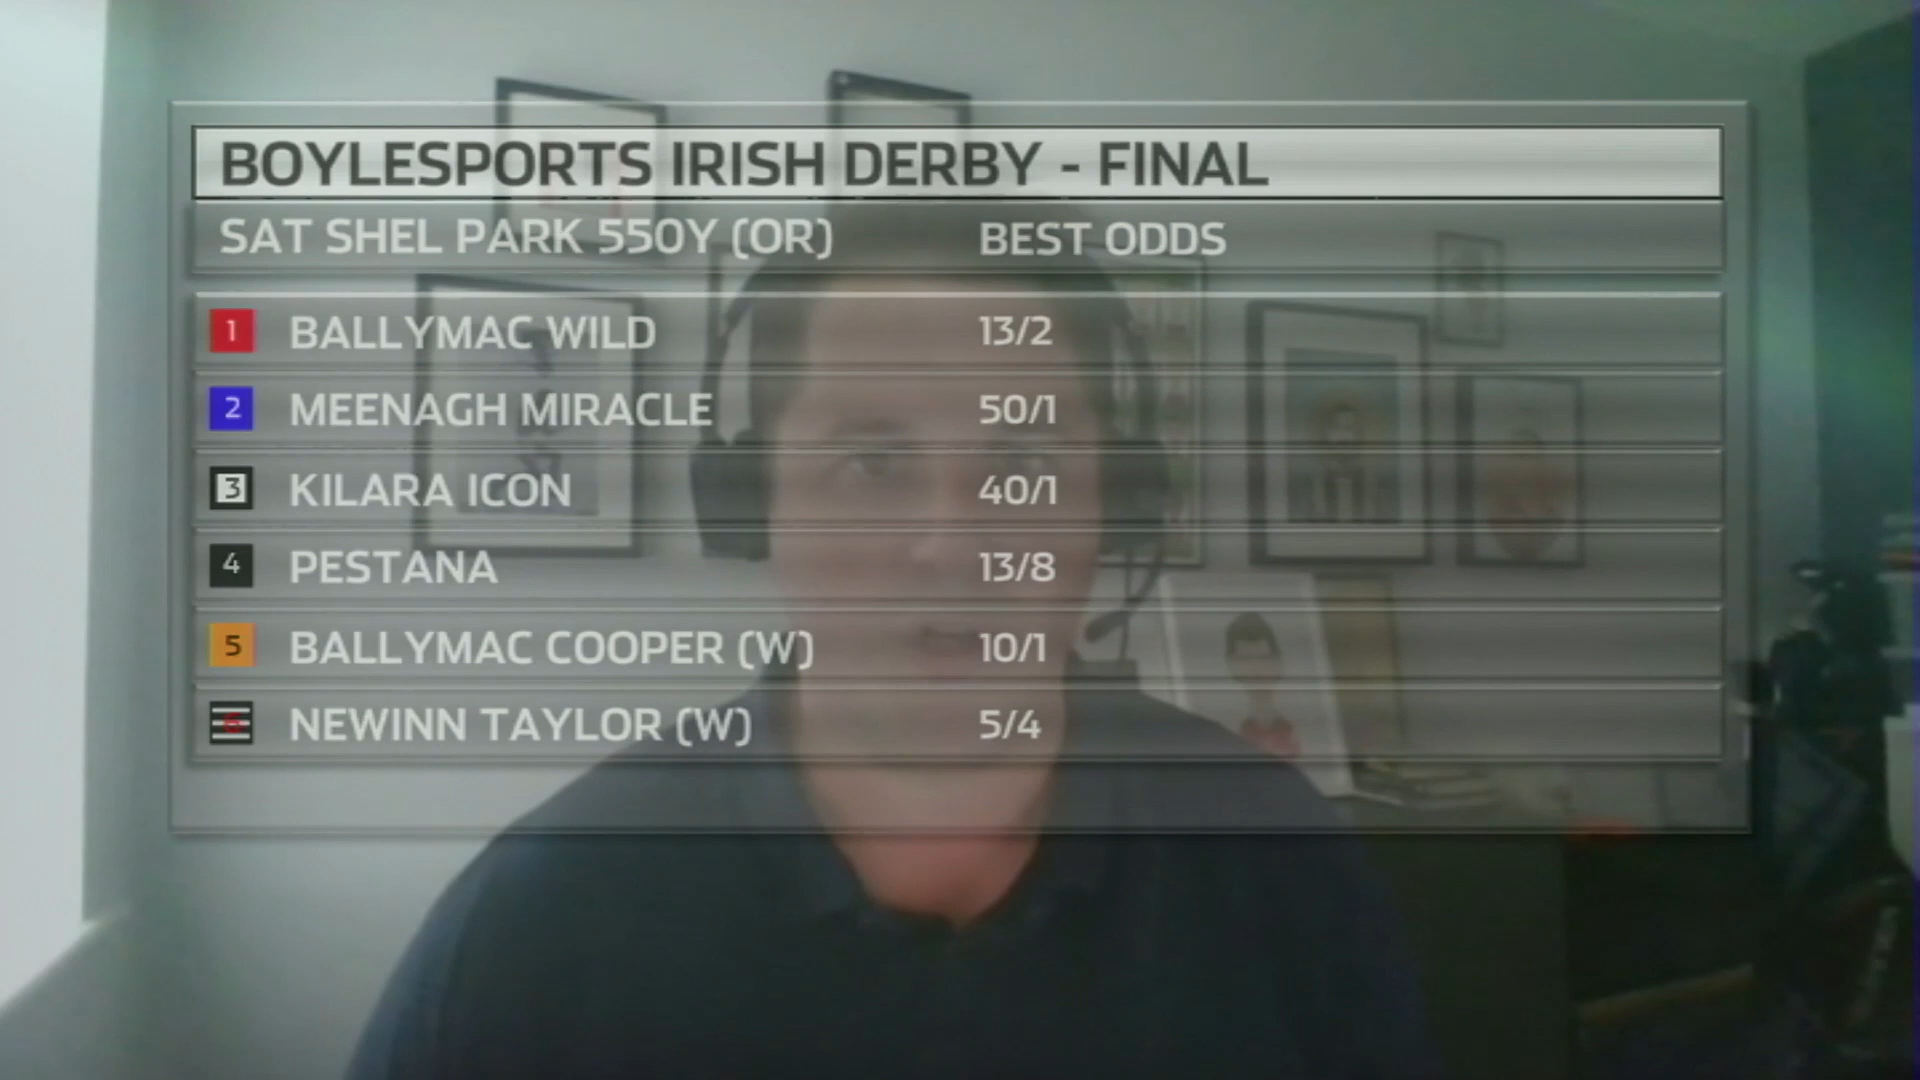 BOYLESPORTS IRISH DERBY - FINAL
SAT SHEL PARK 550Y (OR) BEST ODDS
1 BALLYMAC WILD 13/2
2 MEENAGH MIRACLE 50/1
3 KILARA ICON 40/1
4 PESTANA 13/8
5 BALLYMAC COOPER (W) 10/1
6 NEWINN TAYLOR (W) 5/4